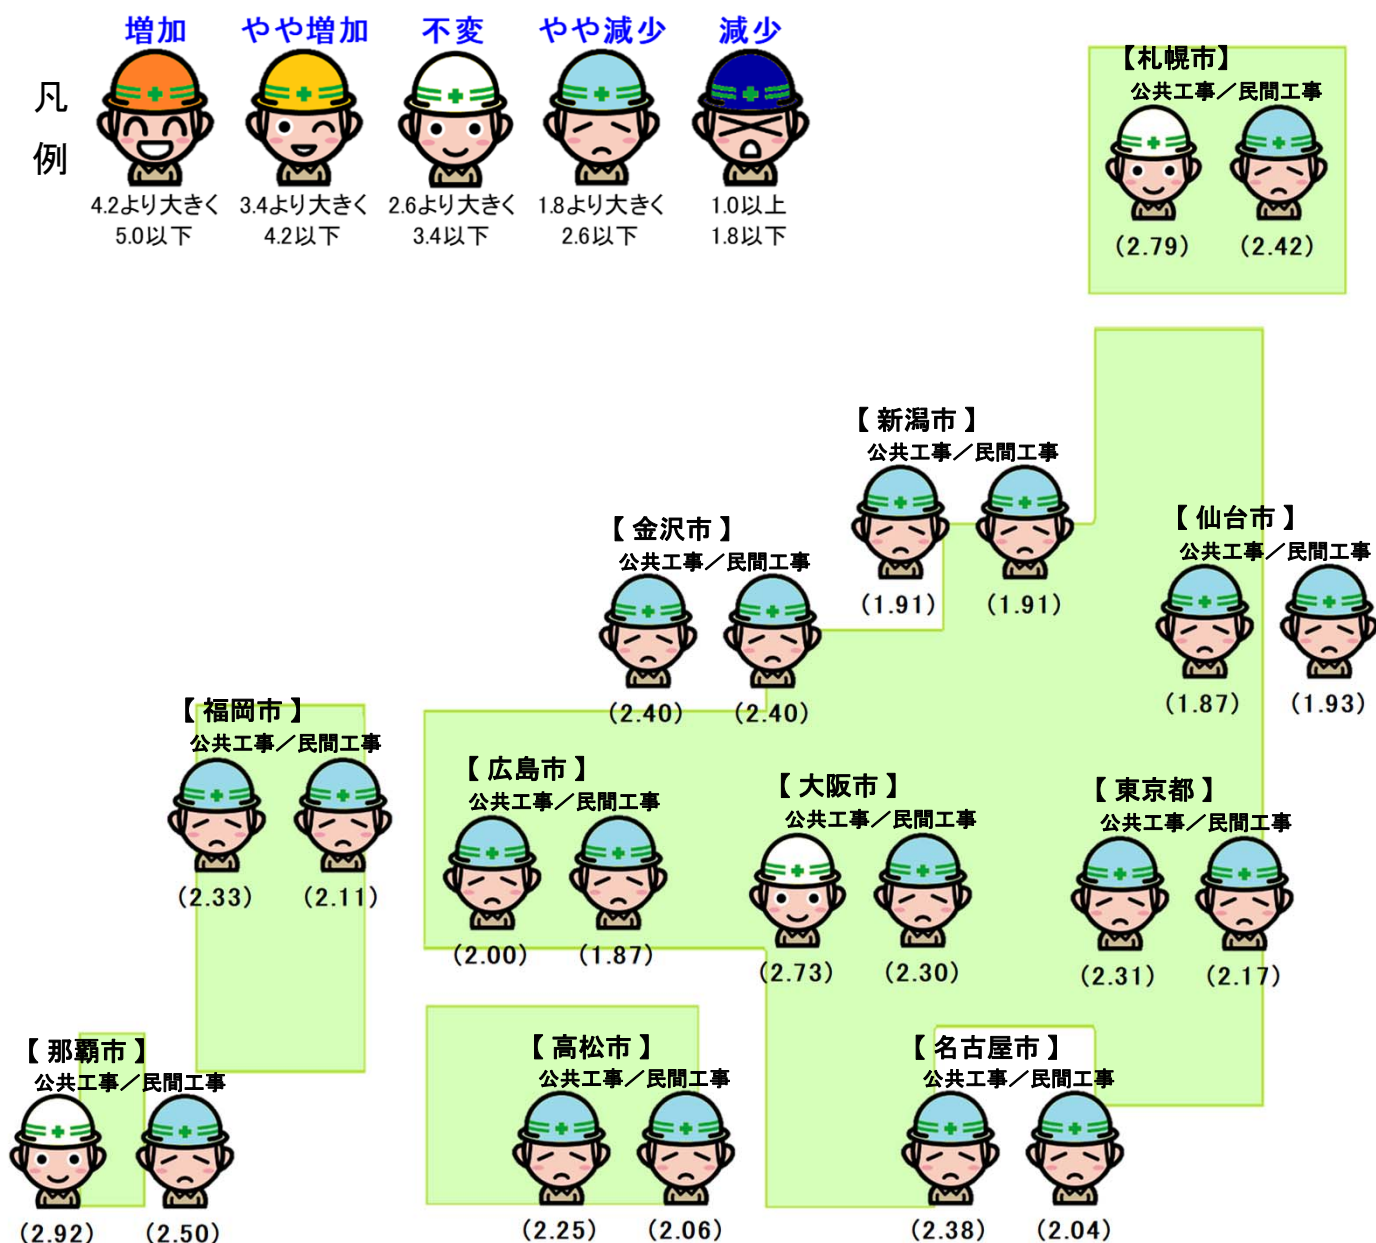 増加 やや増加 不変 やや減少 減少
凡例
4.2より大きく 3.4より大きく 2.6より大きく 1.8より大きく 1.0以上
5.0以下 4.2以下 3.4以下 2.6以下 1.8以下
【札幌市】
公共工事／民間工事
（2.79） （2.42）
【 新潟市 】
公共工事／民間工事
（1.91） （1.91）
【 金沢市 】
公共工事／民間工事
（2.40） （2.40）
【 仙台市 】
公共工事／民間工事
（1.87） （1.93）
【 福岡市 】
公共工事／民間工事
（2.33） （2.11）
【 広島市 】
公共工事／民間工事
（2.00） （1.87）
【 大阪市 】
公共工事／民間工事
（2.73） （2.30）
【 東京都 】
公共工事／民間工事
（2.31） （2.17）
【 那覇市 】
公共工事／民間工事
（2.92） （2.50）
【 高松市 】
公共工事／民間工事
（2.25） （2.06）
【 名古屋市 】
公共工事／民間工事
（2.38） （2.04）